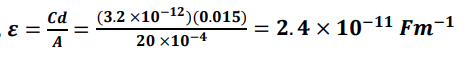 , ε = Cd / A = (3.2 ×10⁻¹²)(0.015) / 20 ×10⁻⁴ = 2.4 × 10⁻¹¹ Fm⁻¹